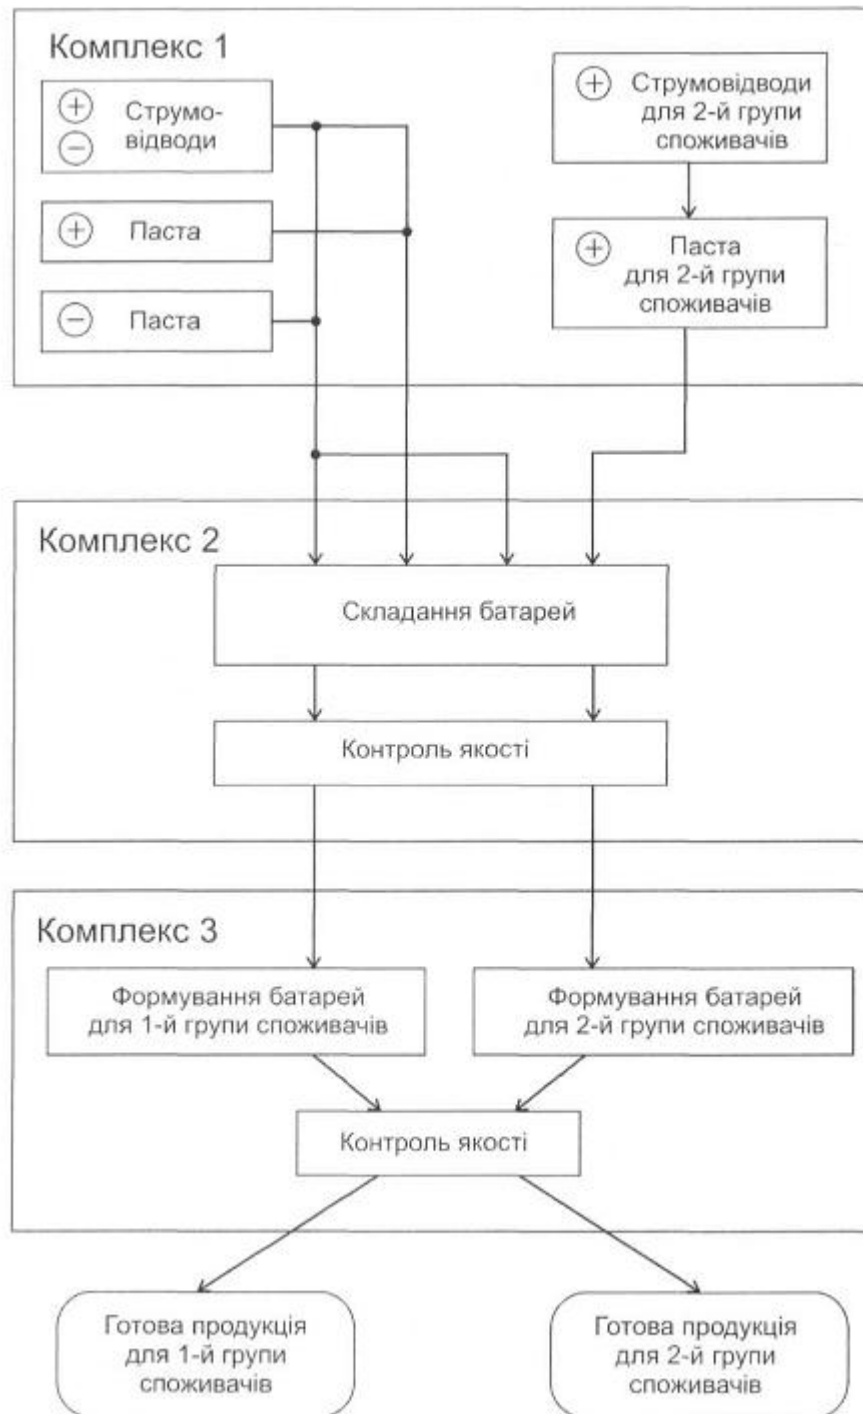 Комплекс 1
+
−
Струмо-
відводи
+
Паста
−
Паста
+
Струмовідводи
для 2-й групи
споживачів
+
Паста
для 2-й групи
споживачів
Комплекс 2
Складання батарей
Контроль якості
Комплекс 3
Формування батарей
для 1-й групи споживачів
Формування батарей
для 2-й групи споживачів
Контроль якості
Готова продукція
для 1-й групи
споживачів
Готова продукція
для 2-й групи
споживачів